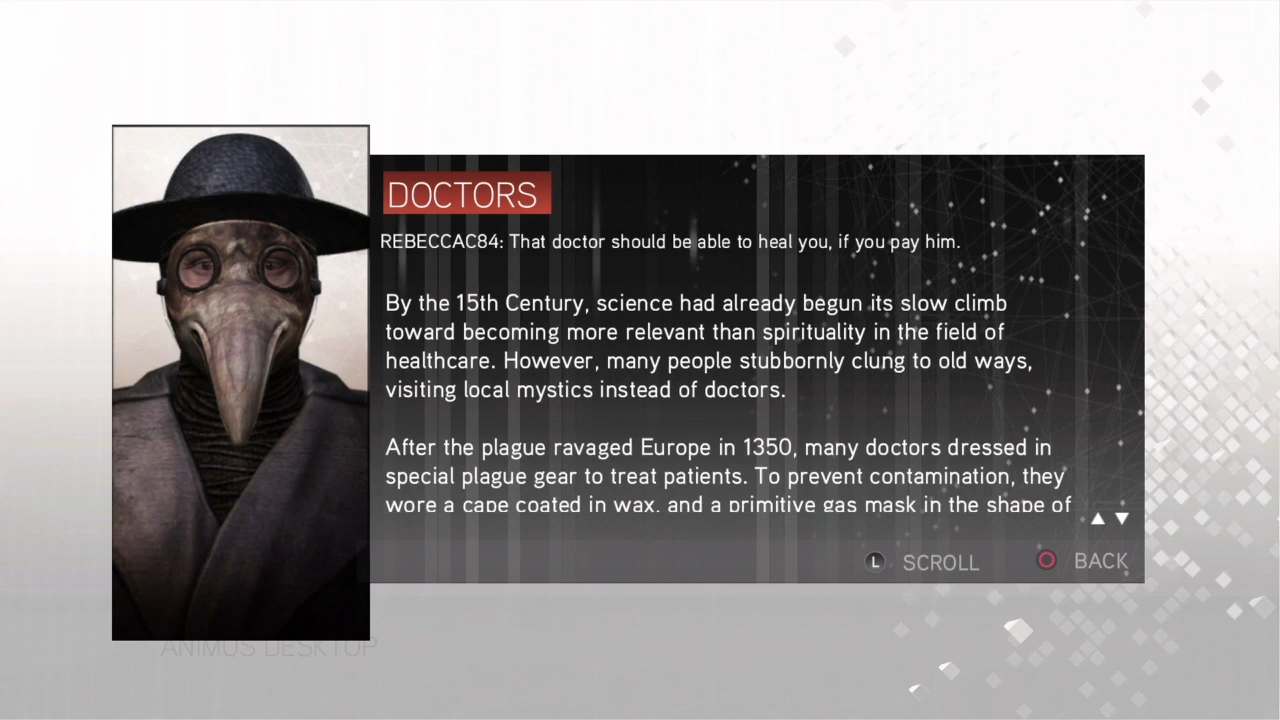 DOCTORS
REBECCAC84: That doctor should be able to heal you, if you pay him.
By the 15th Century, science had already begun its slow climb
toward becoming more relevant than spirituality in the field of
healthcare. However, many people stubbornly clung to old ways,
visiting local mystics instead of doctors.
After the plague ravaged Europe in 1350, many doctors dressed in
special plague gear to treat patients. To prevent contamination, they
wore a cape coated in wax, and a primitive gas mask in the shape of
L SCROLL BACK
ANIMUS DESKTOP